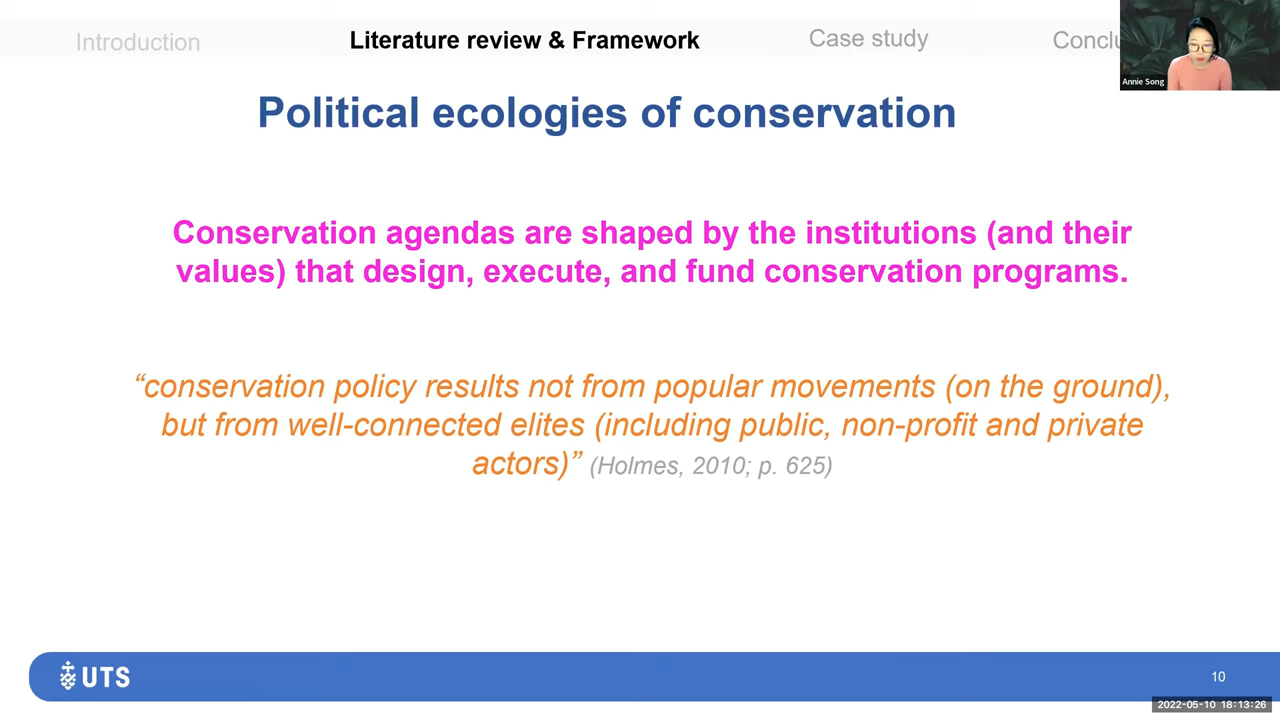 Introduction
Literature review & Framework
Case study
Conclu
Annie Song
Political ecologies of conservation
Conservation agendas are shaped by the institutions (and their
values) that design, execute, and fund conservation programs.
“conservation policy results not from popular movements (on the ground),
but from well-connected elites (including public, non-profit and private
actors)” (Holmes, 2010; p. 625)
UTS
10
2022-05-10 18:13:26